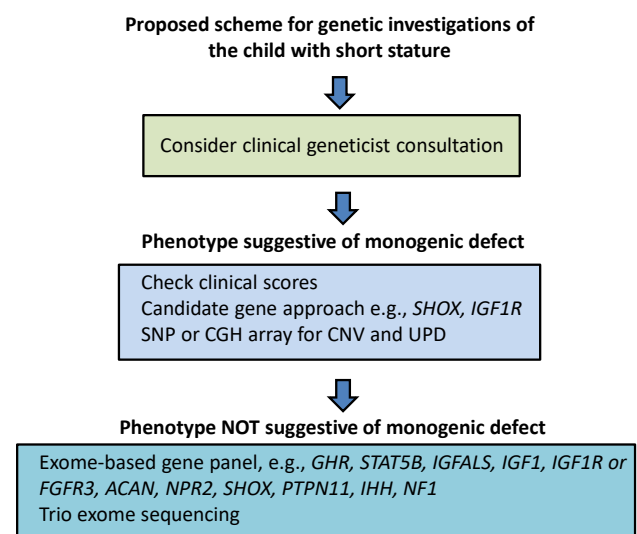 Proposed scheme for genetic investigations of
the child with short stature
Consider clinical geneticist consultation
Phenotype suggestive of monogenic defect
Check clinical scores
Candidate gene approach e.g., SHOX, IGF1R
SNP or CGH array for CNV and UPD
Phenotype NOT suggestive of monogenic defect
Exome-based gene panel, e.g., GHR, STAT5B, IGFALS, IGF1, IGF1R or
FGFR3, ACAN, NPR2, SHOX, PTPN11, IHH, NF1
Trio exome sequencing